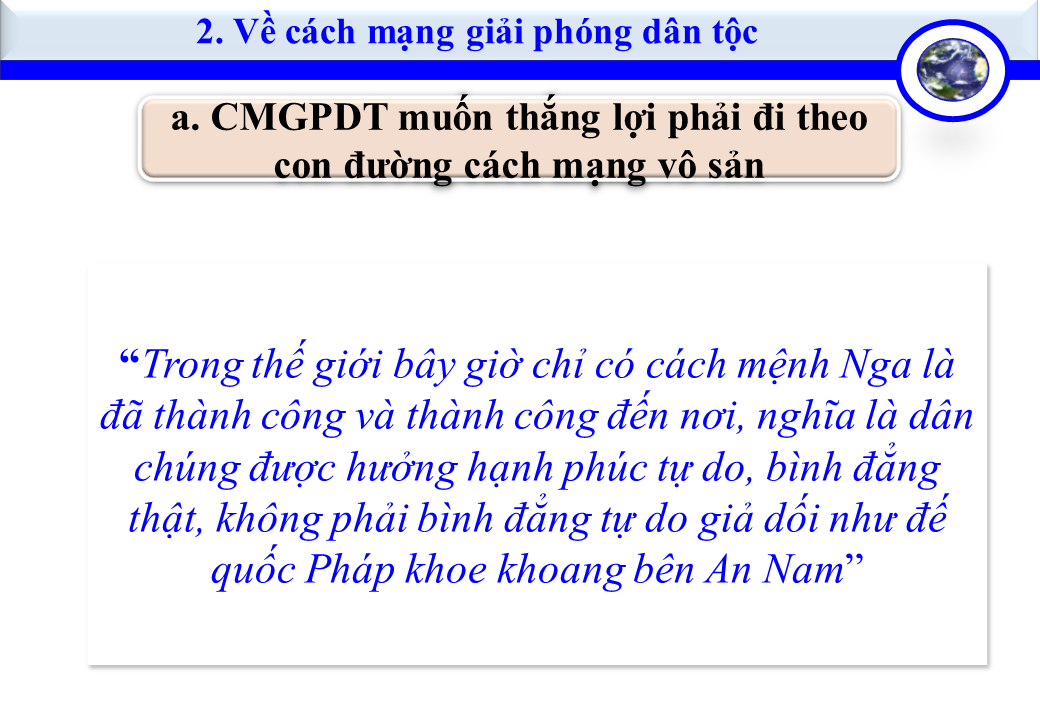 2. Về cách mạng giải phóng dân tộc
a. CMGPDT muốn thắng lợi phải đi theo
con đường cách mạng vô sản
“Trong thế giới bây giờ chỉ có cách mệnh Nga là
đã thành công và thành công đến nơi, nghĩa là dân
chúng được hưởng hạnh phúc tự do, bình đẳng
thật, không phải bình đẳng tự do giả dối như đế
quốc Pháp khoe khoang bên An Nam”